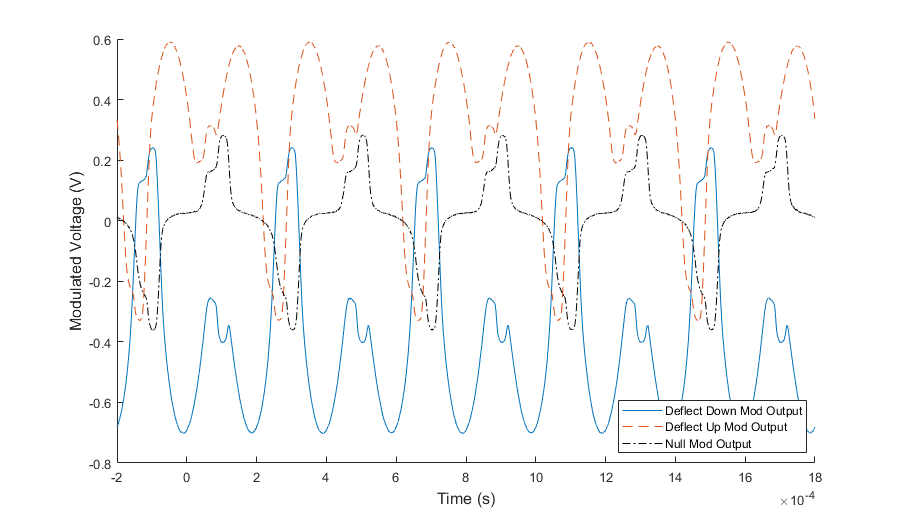 0.6
0.4
0.2
0
-0.2
-0.4
-0.6
-0.8
Modulated Voltage (V)
-2 0 2 4 6 8 10 12 14 16 18
Time (s)
×10^-4
Deflect Down Mod Output
Deflect Up Mod Output
Null Mod Output